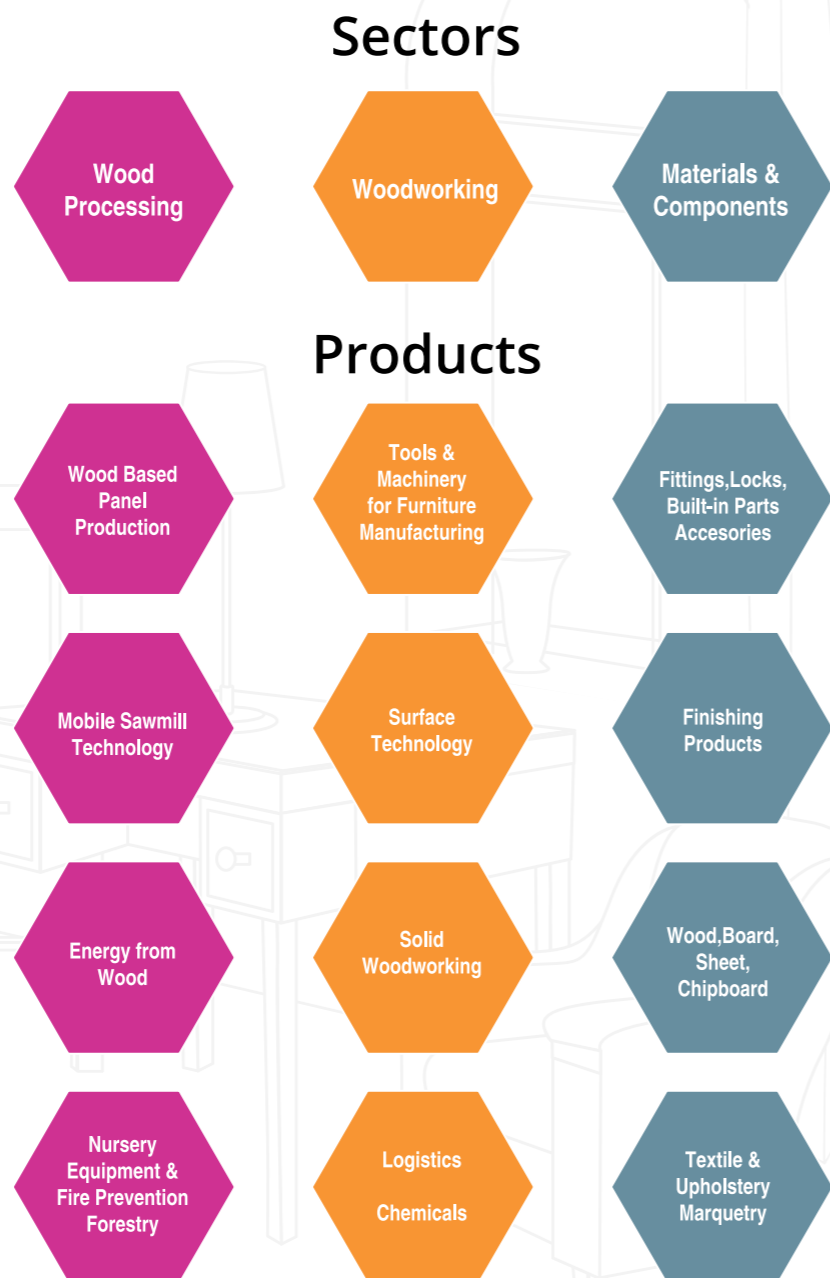 Sectors
Wood
Processing
Woodworking
Materials &
Components
Products
Wood Based
Panel
Production
Tools &
Machinery
for Furniture
Manufacturing
Fittings,Locks,
Built-in Parts
Accesories
Mobile Sawmill
Technology
Surface
Technology
Finishing
Products
Energy from
Wood
Solid
Woodworking
Wood,Board,
Sheet,
Chipboard
Nursery
Equipment &
Fire Prevention
Forestry
Logistics
Chemicals
Textile &
Upholstery
Marquetry